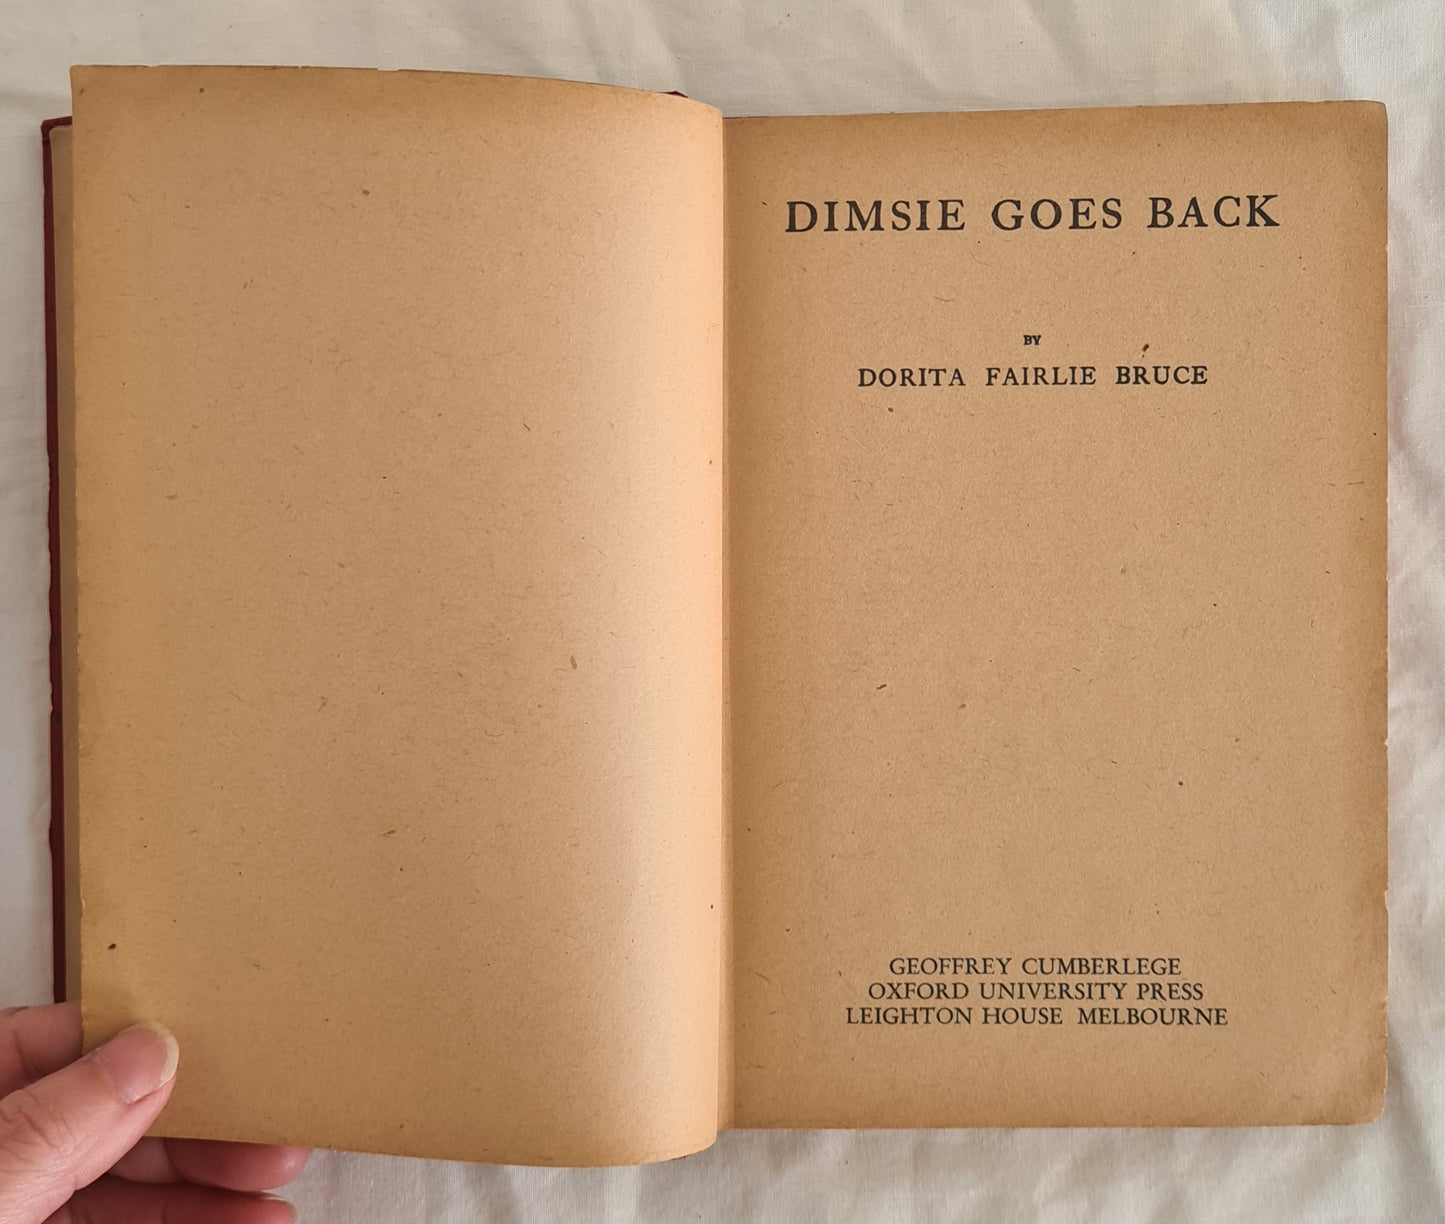 DIMSIE GOES BACK
BY
DORITA FAIRLIE BRUCE
GEOFFREY CUMBERLEGE
OXFORD UNIVERSITY PRESS
LEIGHTON HOUSE MELBOURNE